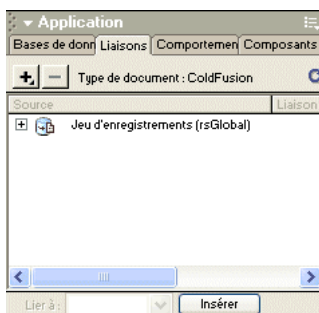 Application
Bases de donn Liaisons Comportemen Composants
Type de document : ColdFusion
Source Liaison
Jeu d'enregistrements (rsGlobal)
Lier à : Insérer